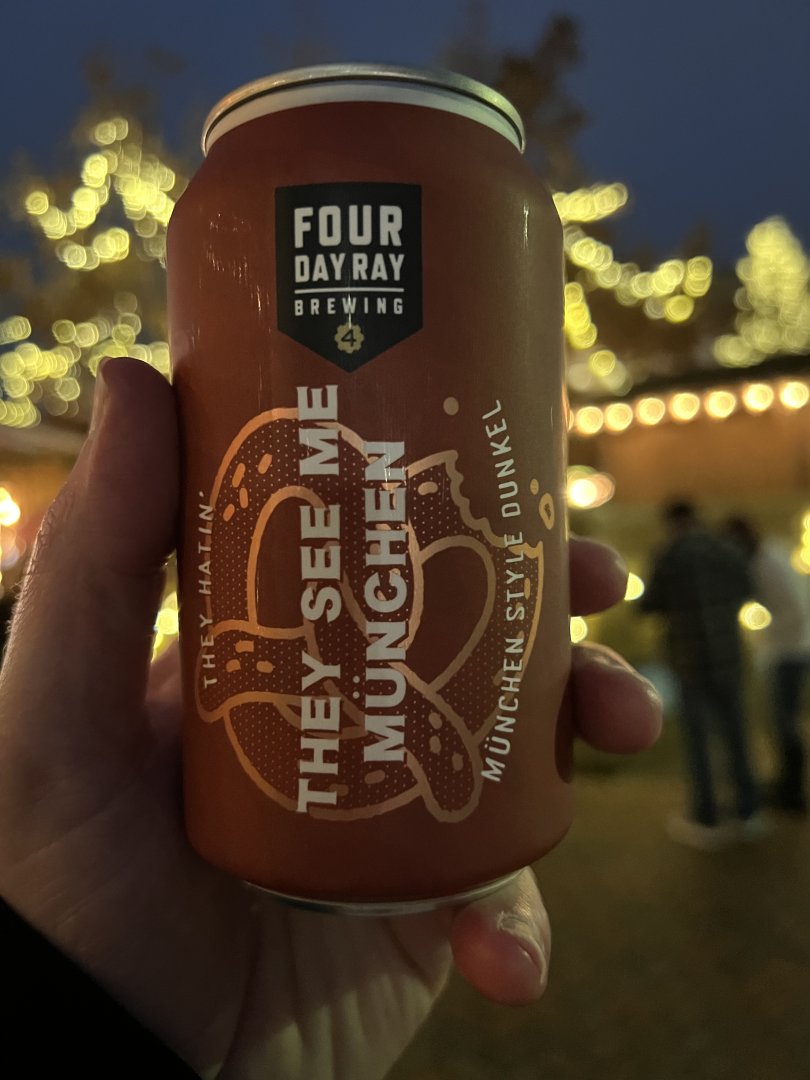 FOUR
DAY RAY
BREWING
4
THEY HATIN'
THEY SEE ME
MÜNCHEN
MÜNCHEN STYLE DUNKEL